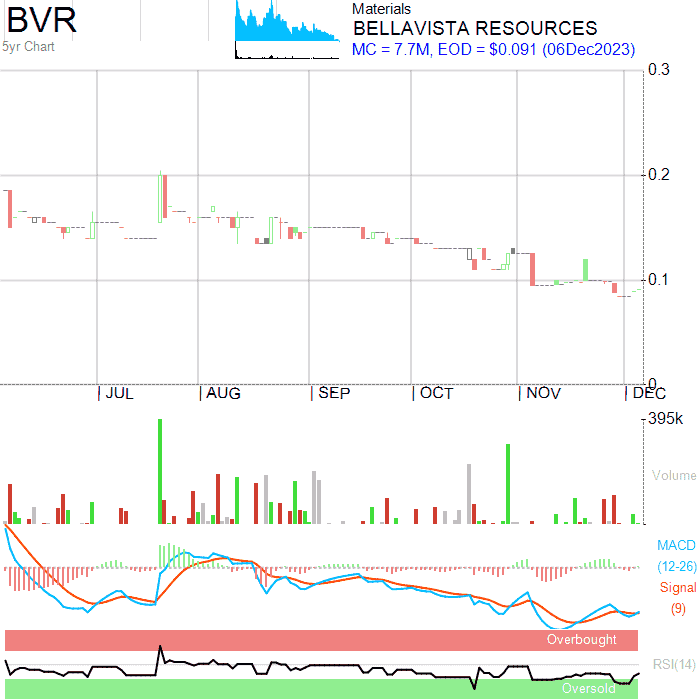 BVR
5yr Chart
Materials
BELLAVISTA RESOURCES
MC = 7.7M, EOD = $0.091 (06Dec2023)
0.3
0.2
0.1
0
JUL AUG SEP OCT NOV DEC
395k
Volume
MACD
(12-26)
Signal
(9)
Overbought
RSI(14)
Oversold